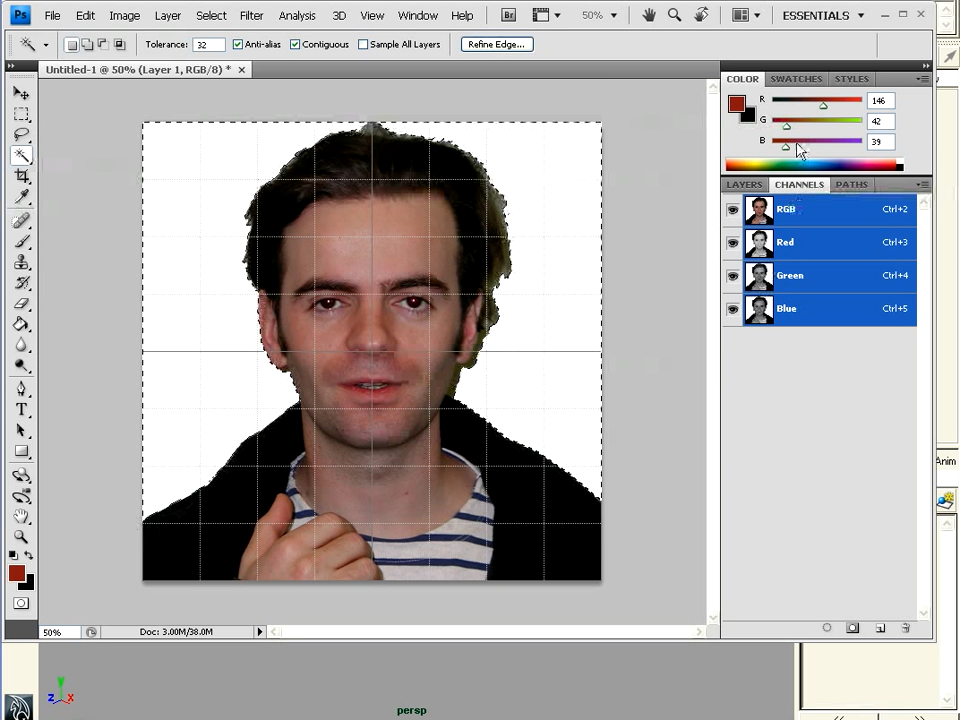 Ps File Edit Image Layer Select Filter Analysis 3D View Window Help Br 50% ESSENTIALS
Tolerance: 32 Anti-alias Contiguous Sample All Layers Refine Edge...
Untitled-1 @ 50% (Layer 1, RGB/8) *
COLOR SWATCHES STYLES
R 146
G 42
B 39
LAYERS CHANNELS PATHS
RGB Ctrl+2
Red Ctrl+3
Green Ctrl+4
Blue Ctrl+5
T
Anim
50% Doc: 3.00M/38.0M
y
z x
persp